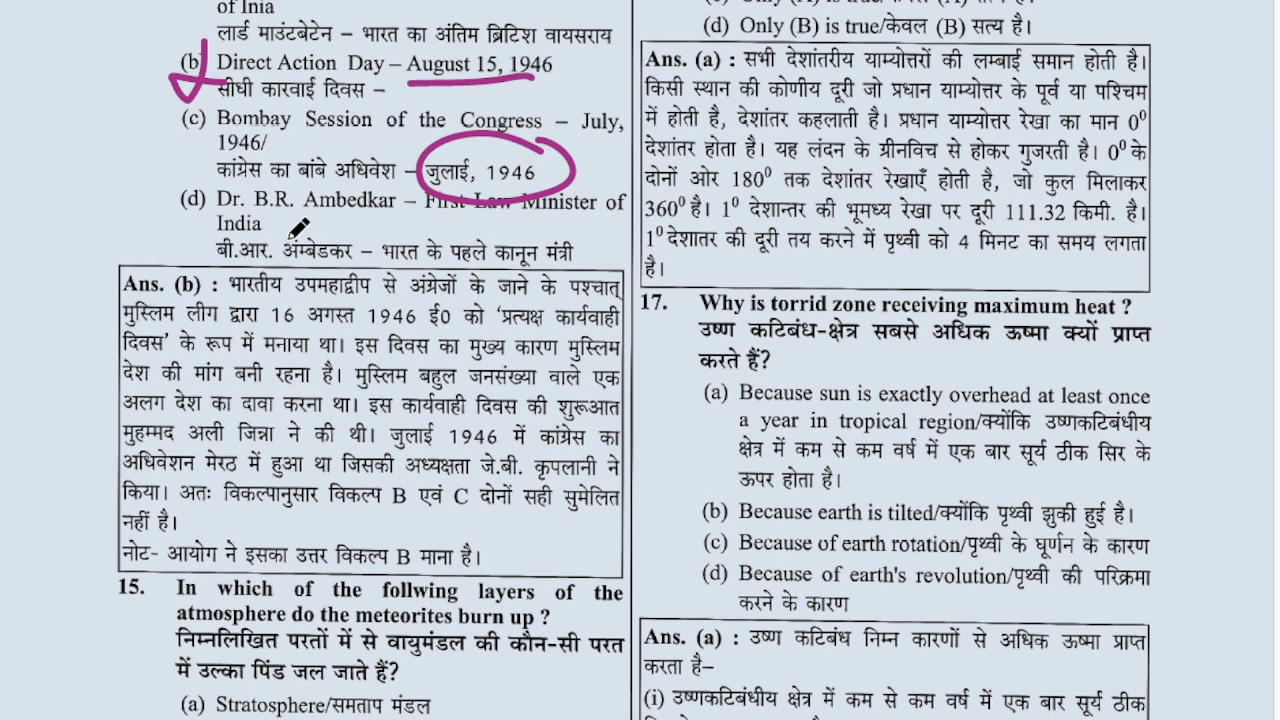 of Inia
लार्ड माउंटबेटेन – भारत का अंतिम ब्रिटिश वायसराय
(b) Direct Action Day – August 15, 1946
सीधी कारवाई दिवस –
(c) Bombay Session of the Congress – July,
1946/
कांग्रेस का बांबे अधिवेश – जुलाई, 1946
(d) Dr. B.R. Ambedkar – First Law Minister of
India
बी.आर. अंम्बेडकर – भारत के पहले कानून मंत्री
Ans. (b) : भारतीय उपमहाद्वीप से अंग्रेजों के जाने के पश्चात्
मुस्लिम लीग द्वारा 16 अगस्त 1946 ई0 को ‘प्रत्यक्ष कार्यवाही
दिवस’ के रूप में मनाया था। इस दिवस का मुख्य कारण मुस्लिम
देश की मांग बनी रहना है। मुस्लिम बहुल जनसंख्या वाले एक
अलग देश का दावा करना था। इस कार्यवाही दिवस की शुरूआत
मुहम्मद अली जिन्ना ने की थी। जुलाई 1946 में कांग्रेस का
अधिवेशन मेरठ में हुआ था जिसकी अध्यक्षता जे.बी. कृपलानी ने
किया। अतः विकल्पानुसार विकल्प B एवं C दोनों सही सुमेलित
नहीं है।
नोट- आयोग ने इसका उत्तर विकल्प B माना है।
15. In which of the follwing layers of the
atmosphere do the meteorites burn up ?
निम्नलिखित परतों में से वायुमंडल की कौन-सी परत
में उल्का पिंड जल जाते हैं?
(a) Stratosphere/समताप मंडल
(d) Only (B) is true/केवल (B) सत्य है।
Ans. (a) : सभी देशांतरीय याम्योत्तरों की लम्बाई समान होती है।
किसी स्थान की कोणीय दूरी जो प्रधान याम्योत्तर के पूर्व या पश्चिम
में होती है, देशांतर कहलाती है। प्रधान याम्योत्तर रेखा का मान 0⁰
देशांतर होता है। यह लंदन के ग्रीनविच से होकर गुजरती है। 0⁰ के
दोनों ओर 180⁰ तक देशांतर रेखाएँ होती है, जो कुल मिलाकर
360⁰ है। 1⁰ देशान्तर की भूमध्य रेखा पर दूरी 111.32 किमी. है।
1⁰ देशातर की दूरी तय करने में पृथ्वी को 4 मिनट का समय लगता
है।
17. Why is torrid zone receiving maximum heat ?
उष्ण कटिबंध-क्षेत्र सबसे अधिक ऊष्मा क्यों प्राप्त
करते हैं?
(a) Because sun is exactly overhead at least once
a year in tropical region/क्योंकि उष्णकटिबंधीय
क्षेत्र में कम से कम वर्ष में एक बार सूर्य ठीक सिर के
ऊपर होता है।
(b) Because earth is tilted/क्योंकि पृथ्वी झुकी हुई है।
(c) Because of earth rotation/पृथ्वी के घूर्णन के कारण
(d) Because of earth's revolution/पृथ्वी की परिक्रमा
करने के कारण
Ans. (a) : उष्ण कटिबंध निम्न कारणों से अधिक ऊष्मा प्राप्त
करता है–
(i) उष्णकटिबंधीय क्षेत्र में कम से कम वर्ष में एक बार सूर्य ठीक